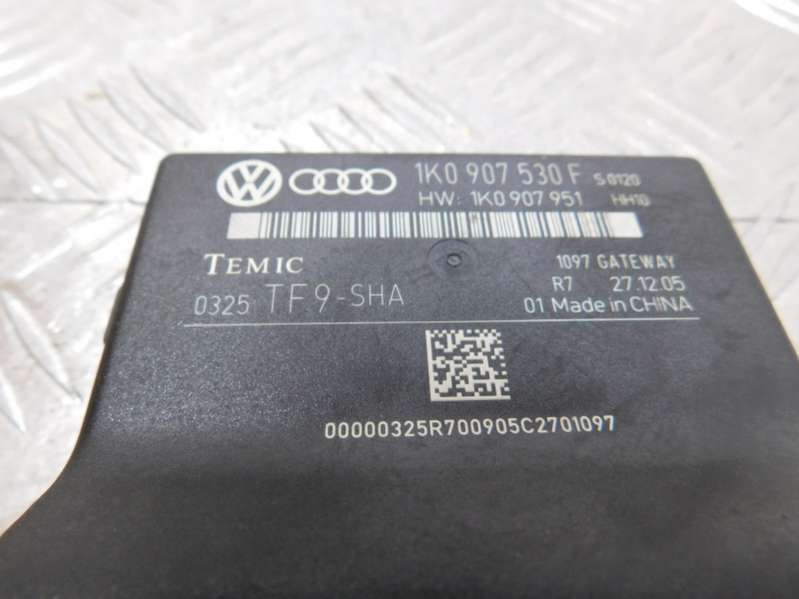 1K0 907 530 F S0120
HW: 1K0 907 951 HH10
TEMIC
1097 GATEWAY
R7 27.12.05
0325 TF9-SHA
01 Made in CHINA
00000325R700905C2701097